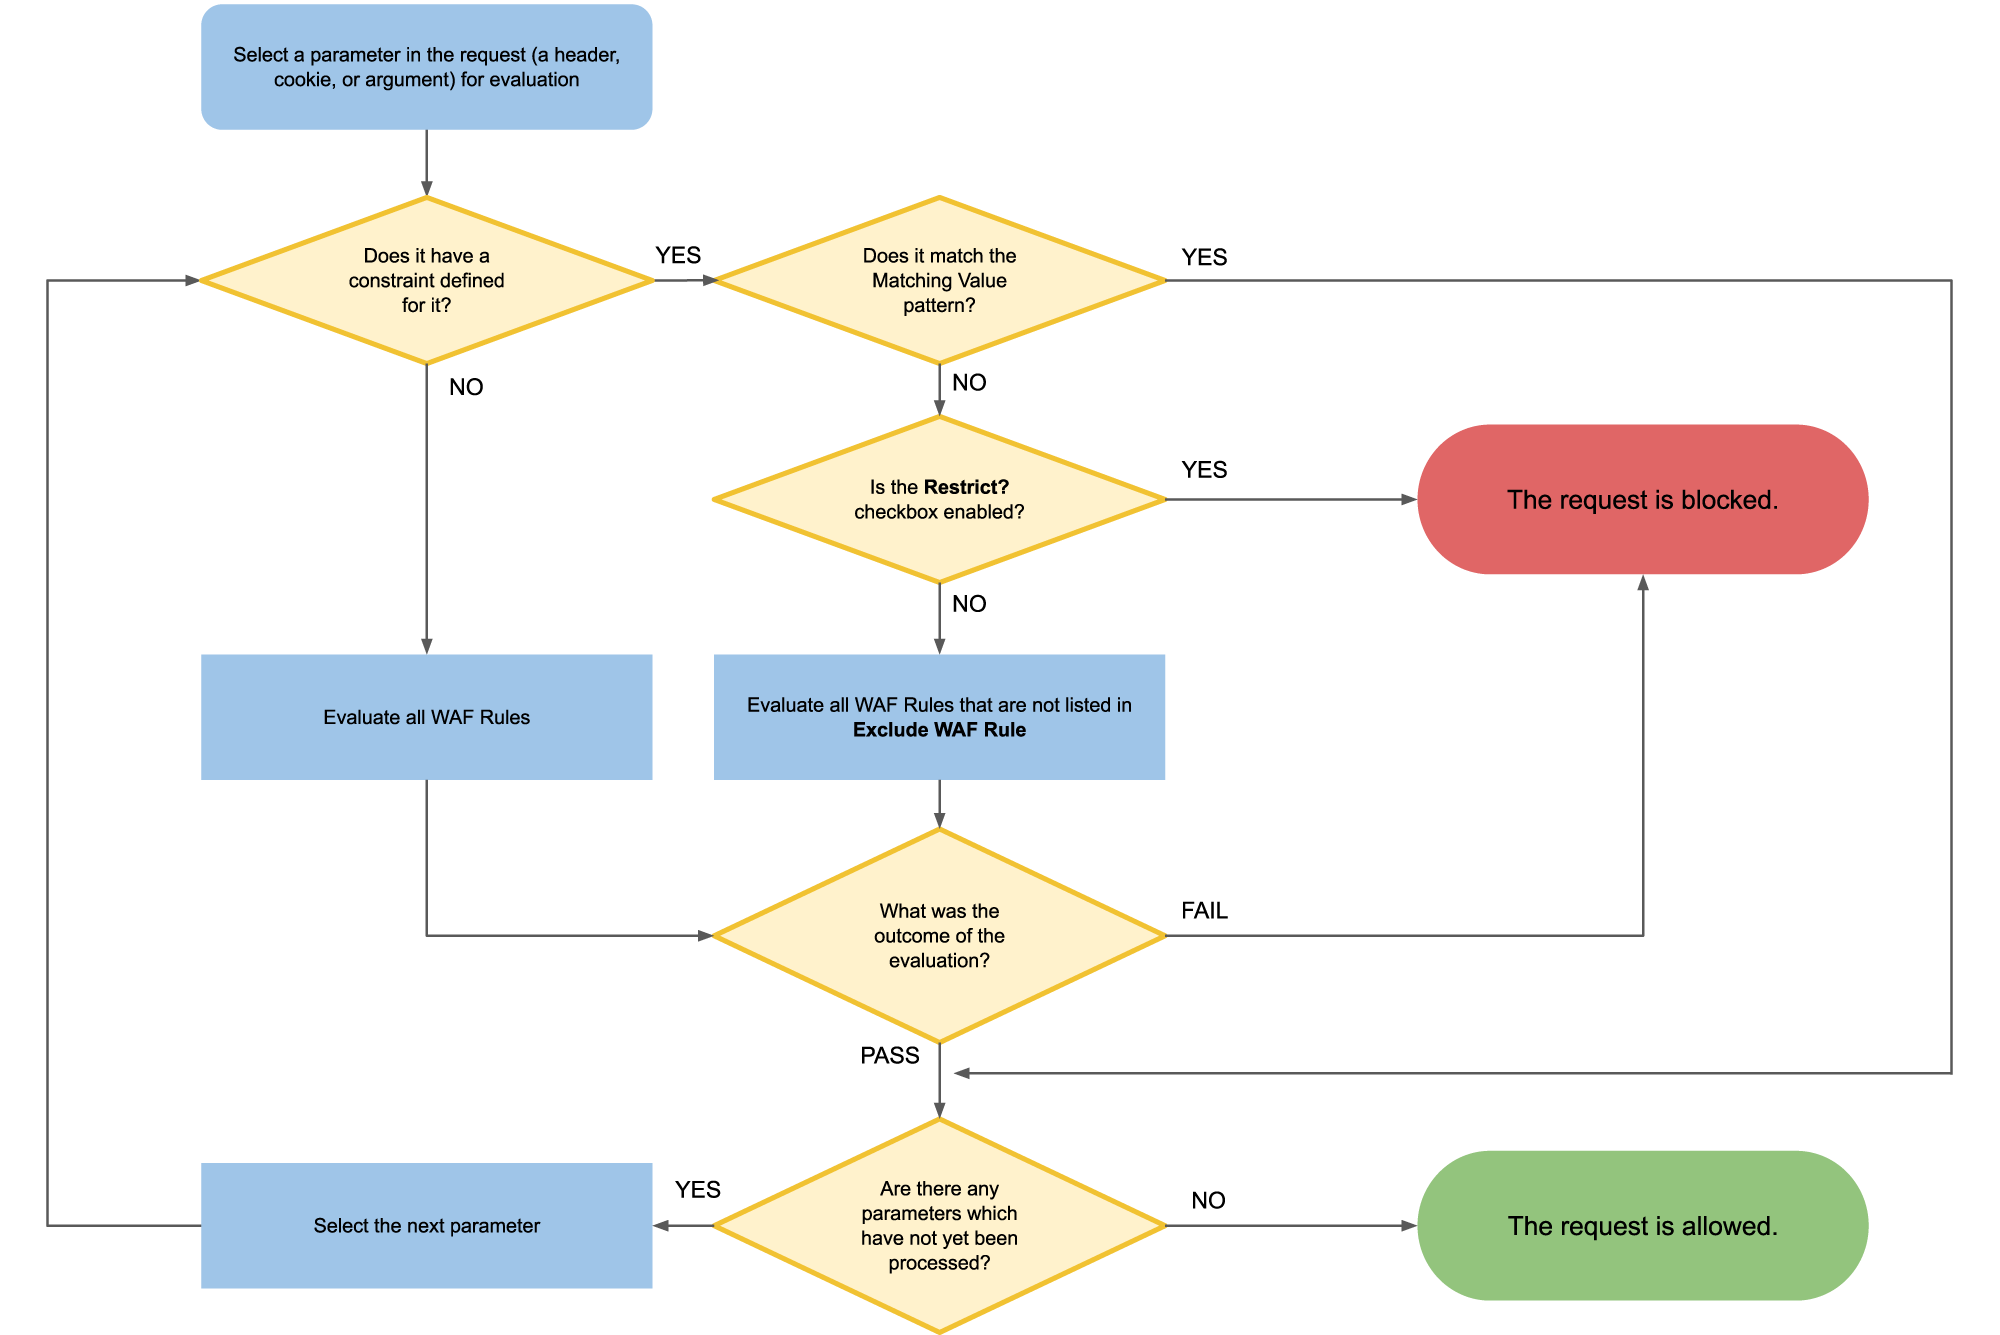 Select a parameter in the request (a header,
cookie, or argument) for evaluation
Does it have a
constraint defined
for it?
YES
Does it match the
Matching Value
pattern?
YES
NO
NO
Is the Restrict?
checkbox enabled?
YES
The request is blocked.
NO
Evaluate all WAF Rules
Evaluate all WAF Rules that are not listed in
Exclude WAF Rule
What was the
outcome of the
evaluation?
FAIL
PASS
Are there any
parameters which
have not yet been
processed?
YES
Select the next parameter
NO
The request is allowed.